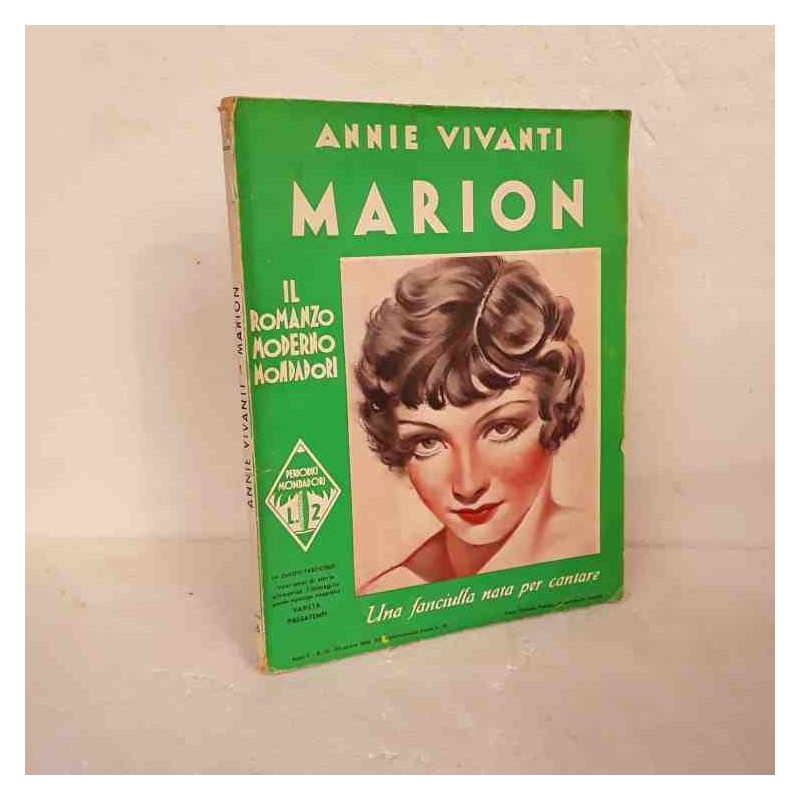 ANNIE VIVANTI
MARION
IL
ROMANZO
MODERNO
MONDADORI
PERIODICI
MONDADORI
L. 2
VARIETÀ
PASSATEMPI
Una fanciulla nata per cantare
ANNIE VIVANTI - MARION